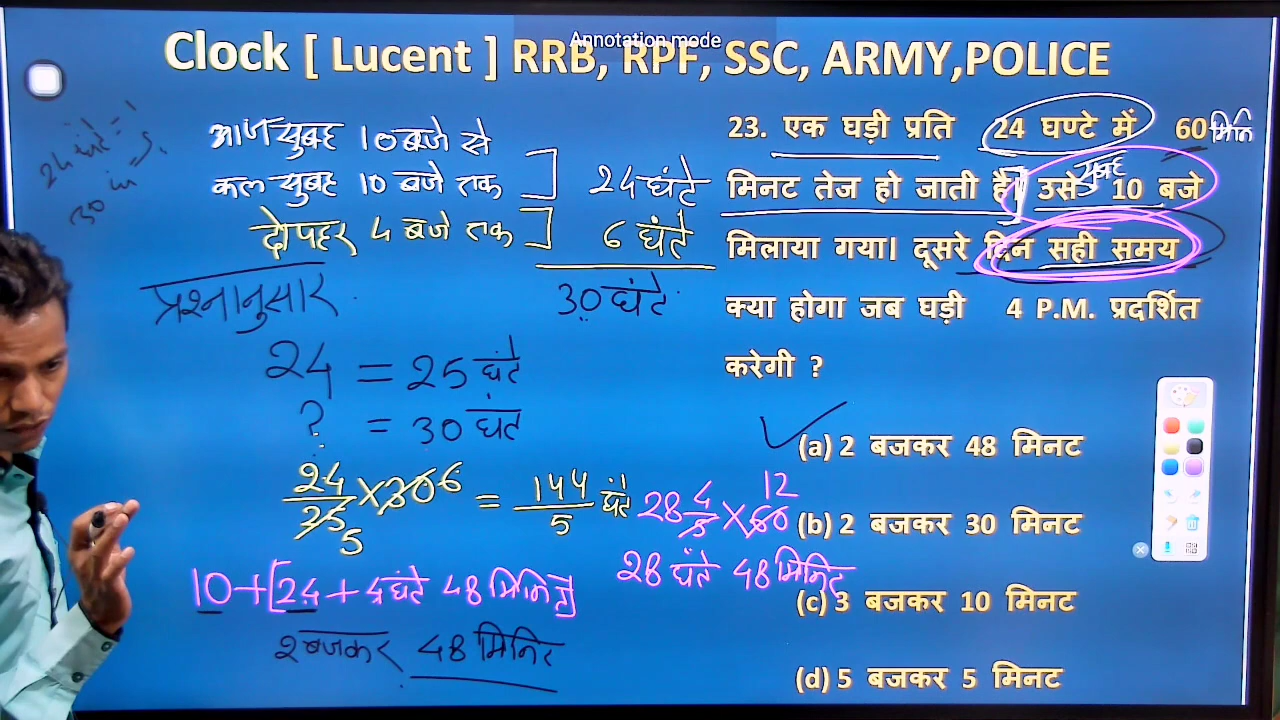 Annotation mode
Clock [ Lucent ] RRB, RPF, SSC, ARMY,POLICE
24 घंटे =
30
आज सुबह 10 बजे से
कल सुबह 10 बजे तक ] 24 घंटे
दोपहर 4 बजे तक ] 6 घंटे
30 घंटे
प्रश्नानुसार
24 = 25 घंटे
? = 30 घंटे
24/25 × 30 6 = 144/5 घंटे
5
28 4/5 × 60 12
28 घंटे 48 मिनिट
10 + [24 + 4 घंटे 48 मिनिट]
2 बजकर 48 मिनिट
23. एक घड़ी प्रति 24 घण्टे में 60 मिनि
सुबह
मिनट तेज हो जाती है। उसे 10 बजे
मिलाया गया। दूसरे दिन सही समय
क्या होगा जब घड़ी 4 P.M. प्रदर्शित
करेगी ?
(a) 2 बजकर 48 मिनट
(b) 2 बजकर 30 मिनट
(c) 3 बजकर 10 मिनट
(d) 5 बजकर 5 मिनट